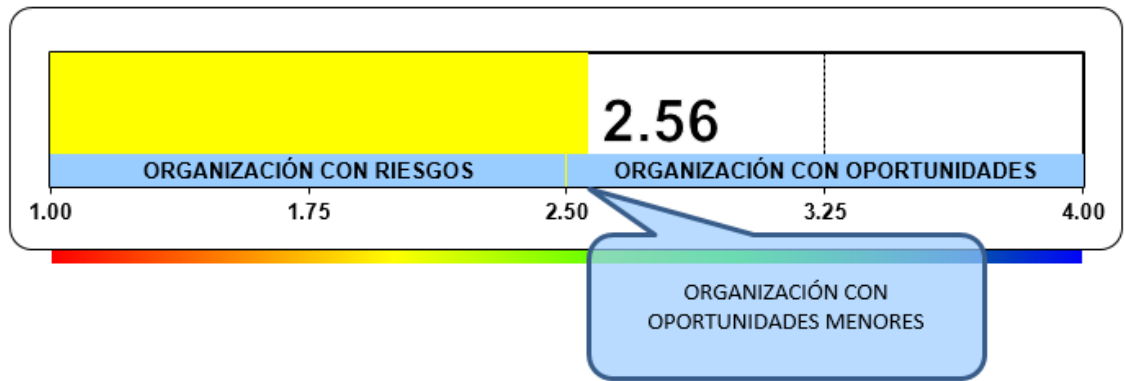 2.56
ORGANIZACIÓN CON RIESGOS
ORGANIZACIÓN CON OPORTUNIDADES
1.00
1.75
2.50
3.25
4.00
ORGANIZACIÓN CON
OPORTUNIDADES MENORES